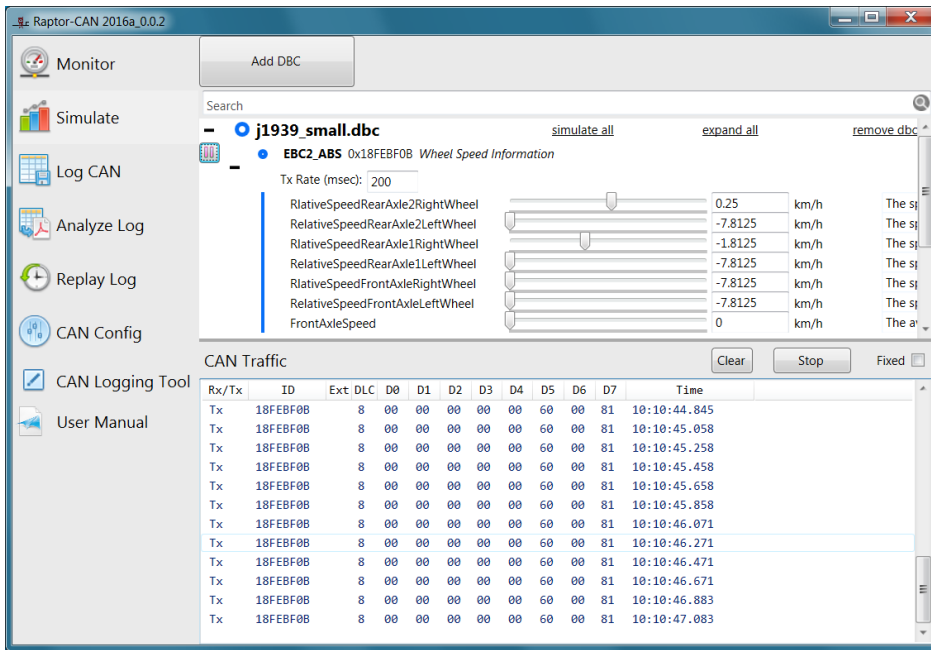 Raptor-CAN 2016a_0.0.2
Monitor
Simulate
Log CAN
Analyze Log
Replay Log
CAN Config
CAN Logging Tool
User Manual
Add DBC
Search
j1939_small.dbc simulate all expand all remove dbc
EBC2_ABS 0x18FEBF0B Wheel Speed Information
Tx Rate (msec): 200
RlativeSpeedRearAxle2RightWheel 0.25 km/h The sp
RelativeSpeedRearAxle2LeftWheel -7.8125 km/h The sp
RlativeSpeedRearAxle1RightWheel -1.8125 km/h The sp
RelativeSpeedRearAxle1LeftWheel -7.8125 km/h The sp
RlativeSpeedFrontAxleRightWheel -7.8125 km/h The sp
RelativeSpeedFrontAxleLeftWheel -7.8125 km/h The sp
FrontAxleSpeed 0 km/h The a
CAN Traffic Clear Stop Fixed
Rx/Tx ID Ext DLC D0 D1 D2 D3 D4 D5 D6 D7 Time
Tx 18FEBF0B 8 00 00 00 00 00 60 00 81 10:10:44.845
Tx 18FEBF0B 8 00 00 00 00 00 60 00 81 10:10:45.058
Tx 18FEBF0B 8 00 00 00 00 00 60 00 81 10:10:45.258
Tx 18FEBF0B 8 00 00 00 00 00 60 00 81 10:10:45.458
Tx 18FEBF0B 8 00 00 00 00 00 60 00 81 10:10:45.658
Tx 18FEBF0B 8 00 00 00 00 00 60 00 81 10:10:45.858
Tx 18FEBF0B 8 00 00 00 00 00 60 00 81 10:10:46.071
Tx 18FEBF0B 8 00 00 00 00 00 60 00 81 10:10:46.271
Tx 18FEBF0B 8 00 00 00 00 00 60 00 81 10:10:46.471
Tx 18FEBF0B 8 00 00 00 00 00 60 00 81 10:10:46.671
Tx 18FEBF0B 8 00 00 00 00 00 60 00 81 10:10:46.883
Tx 18FEBF0B 8 00 00 00 00 00 60 00 81 10:10:47.083